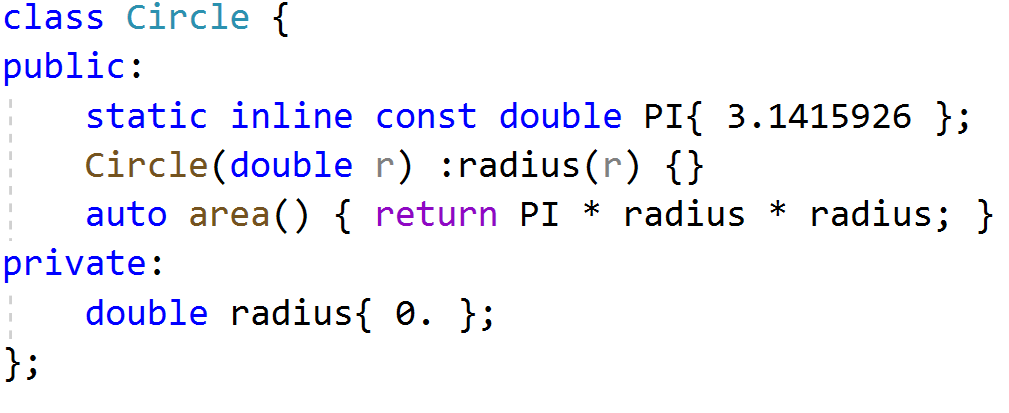 class Circle {
public:
    static inline const double PI{ 3.1415926 };
    Circle(double r) :radius(r) {}
    auto area() { return PI * radius * radius; }
private:
    double radius{ 0. };
};